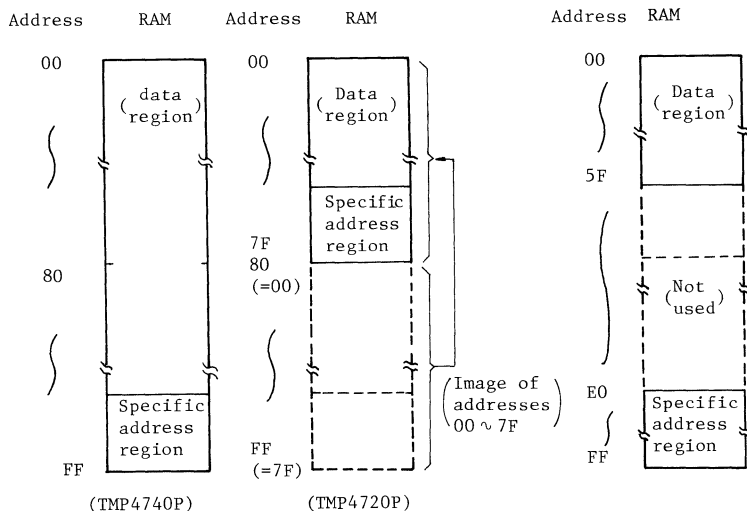 Address RAM Address RAM Address RAM
00 00 00
(data region) (Data region) (Data region)
5F
Specific address region
7F
80 80
(=00)
(Not used)
(Image of addresses 00 ~ 7F)
E0
Specific address region
Specific address region
FF FF FF
(=7F)
(TMP4740P) (TMP4720P)